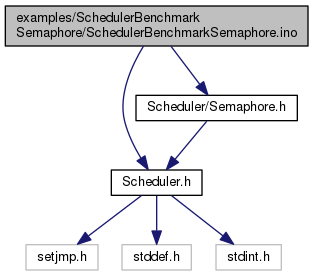 examples/SchedulerBenchmark
Semaphore/SchedulerBenchmarkSemaphore.ino
Scheduler/Semaphore.h
Scheduler.h
setjmp.h
stddef.h
stdint.h